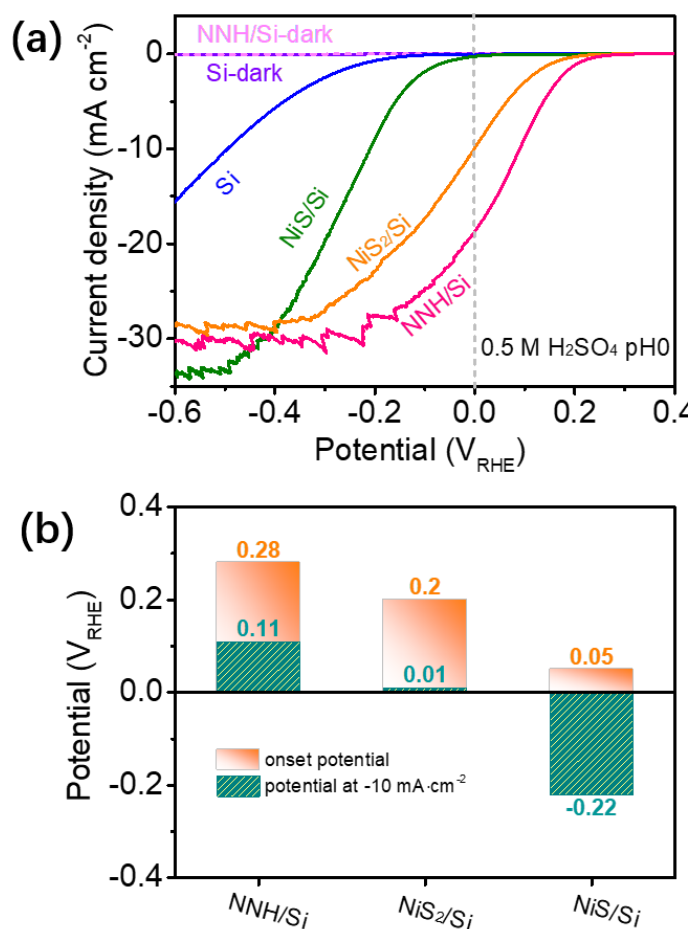 (a)
NNH/Si-dark
Si-dark
Si
NiS/Si
NiS₂/Si
NNH/Si
0.5 M H₂SO₄ pH0
Current density (mA cm⁻²)
0
-10
-20
-30
-0.6 -0.4 -0.2 0.0 0.2 0.4
Potential (V_RHE)
(b)
Potential (V_RHE)
0.4
0.2
0.0
-0.2
-0.4
0.28
0.11
0.2
0.01
0.05
-0.22
onset potential
potential at -10 mA·cm⁻²
NNH/Si NiS₂/Si NiS/Si